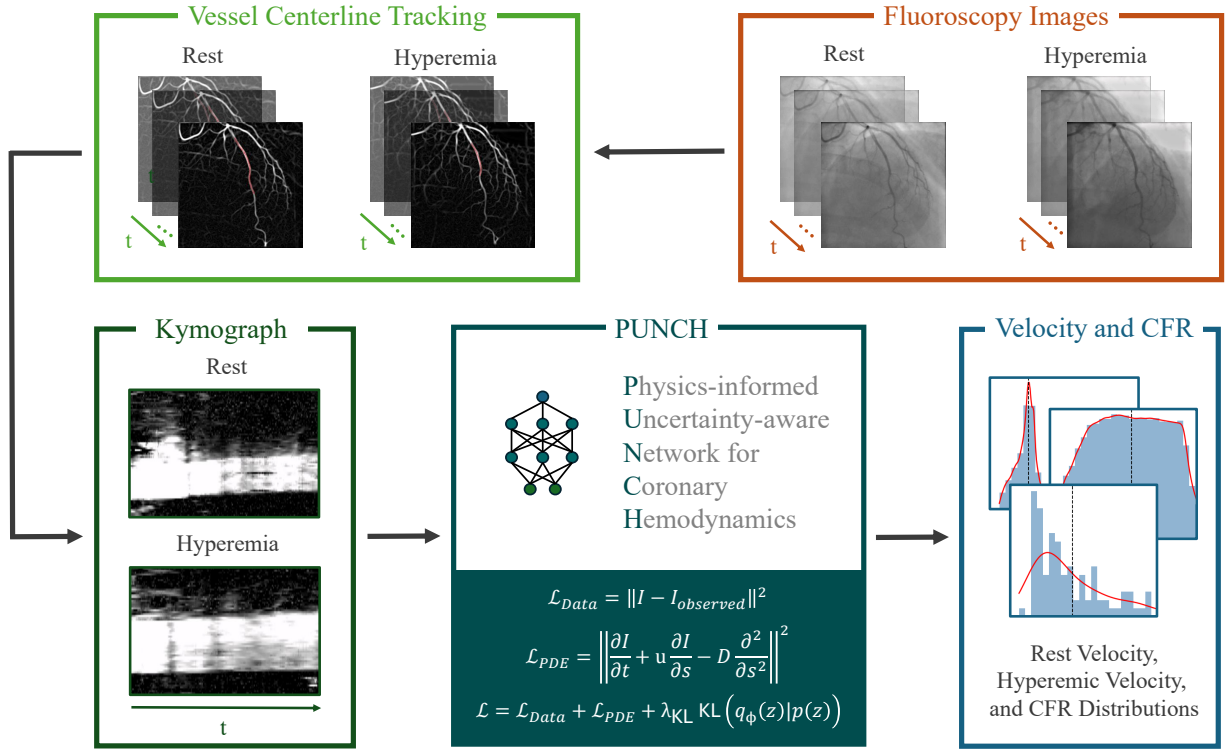 Vessel Centerline Tracking
Rest
Hyperemia
t
t
t
Fluoroscopy Images
Rest
Hyperemia
t
t
Kymograph
Rest
Hyperemia
t
PUNCH
Physics-informed
Uncertainty-aware
Network for
Coronary
Hemodynamics
ℒ_Data = ‖I − I_observed‖²
ℒ_PDE = ‖∂I/∂t + u ∂I/∂s − D ∂²/∂s²‖²
ℒ = ℒ_Data + ℒ_PDE + λ_KL KL(q_ϕ(z)|p(z))
Velocity and CFR
Rest Velocity,
Hyperemic Velocity,
and CFR Distributions